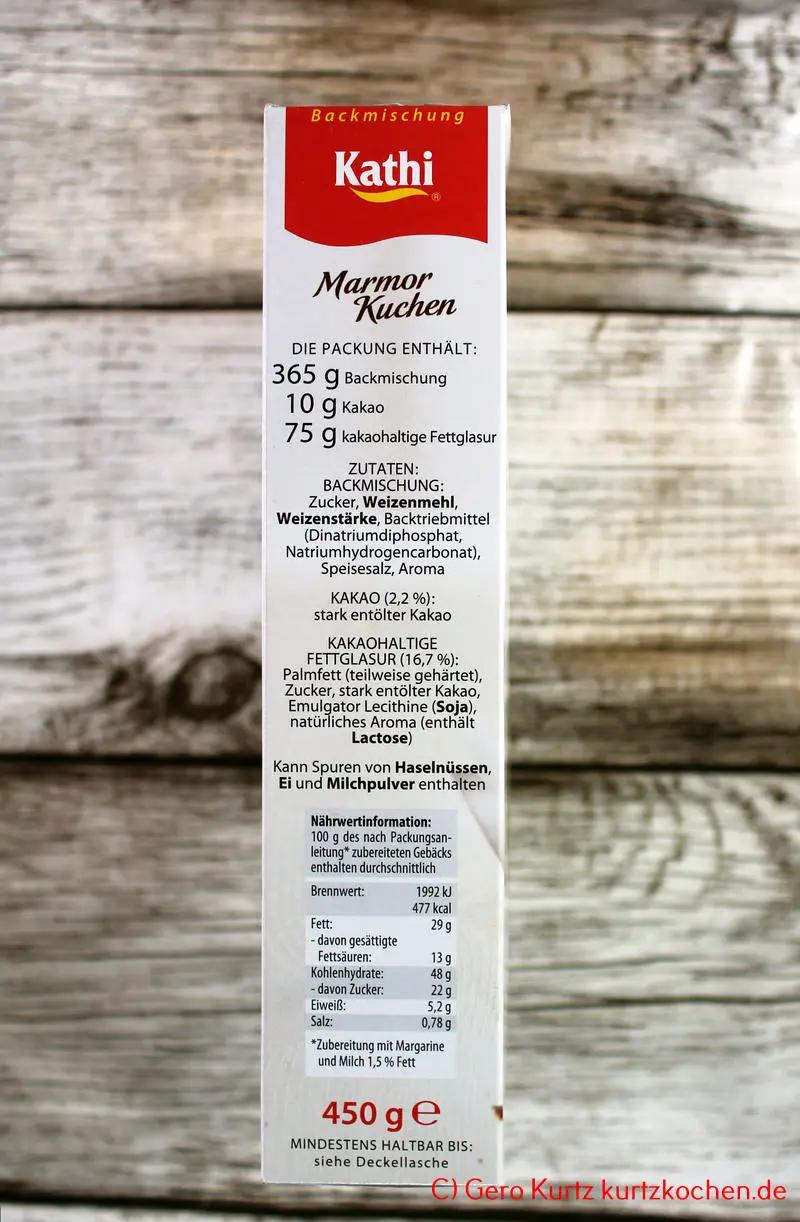 Backmischung
Kathi
®
Marmor
Kuchen
DIE PACKUNG ENTHÄLT:
365 g Backmischung
10 g Kakao
75 g kakaohaltige Fettglasur
ZUTATEN:
BACKMISCHUNG:
Zucker, Weizenmehl,
Weizenstärke, Backtriebmittel
(Dinatriumdiphosphat,
Natriumhydrogencarbonat),
Speisesalz, Aroma
KAKAO (2,2 %):
stark entölter Kakao
KAKAOHALTIGE
FETTGLASUR (16,7 %):
Palmfett (teilweise gehärtet),
Zucker, stark entölter Kakao,
Emulgator Lecithine (Soja),
natürliches Aroma (enthält
Lactose)
Kann Spuren von Haselnüssen,
Ei und Milchpulver enthalten
Nährwertinformation:
100 g des nach Packungsan-
leitung* zubereiteten Gebäcks
enthalten durchschnittlich
Brennwert: 1992 kJ
477 kcal
Fett: 29 g
- davon gesättigte
Fettsäuren: 13 g
Kohlenhydrate: 48 g
- davon Zucker: 22 g
Eiweiß: 5,2 g
Salz: 0,78 g
*Zubereitung mit Margarine
und Milch 1,5 % Fett
450 g ℮
MINDESTENS HALTBAR BIS:
siehe Deckellasche
C) Gero Kurtz kurtzkochen.de